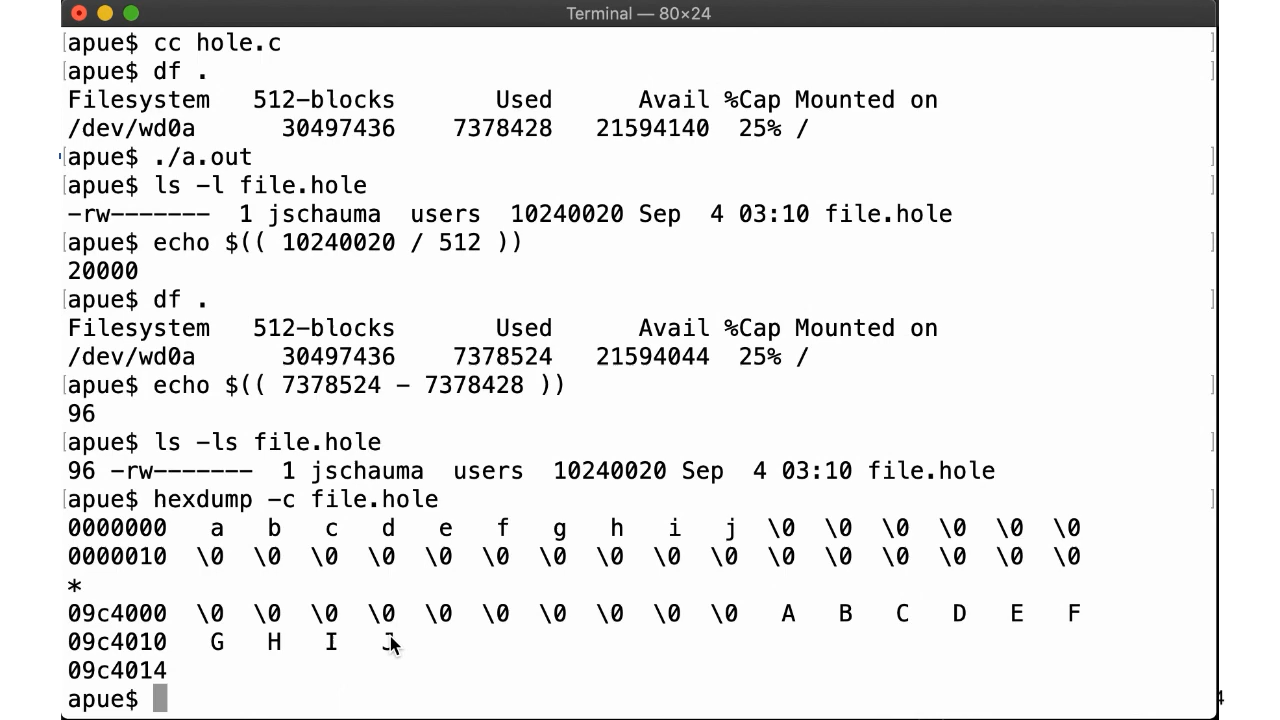 Terminal — 80×24
[apue$ cc hole.c ]
[apue$ df . ]
Filesystem 512-blocks Used Avail %Cap Mounted on
/dev/wd0a 30497436 7378428 21594140 25% /
[apue$ ./a.out ]
[apue$ ls -l file.hole ]
-rw------- 1 jschauma users 10240020 Sep 4 03:10 file.hole
[apue$ echo $(( 10240020 / 512 )) ]
20000
[apue$ df . ]
Filesystem 512-blocks Used Avail %Cap Mounted on
/dev/wd0a 30497436 7378524 21594044 25% /
[apue$ echo $(( 7378524 - 7378428 )) ]
96
[apue$ ls -ls file.hole ]
96 -rw------- 1 jschauma users 10240020 Sep 4 03:10 file.hole
[apue$ hexdump -c file.hole ]
0000000 a b c d e f g h i j \0 \0 \0 \0 \0 \0
0000010 \0 \0 \0 \0 \0 \0 \0 \0 \0 \0 \0 \0 \0 \0 \0 \0
*
09c4000 \0 \0 \0 \0 \0 \0 \0 \0 \0 \0 A B C D E F
09c4010 G H I J
09c4014
apue$
4